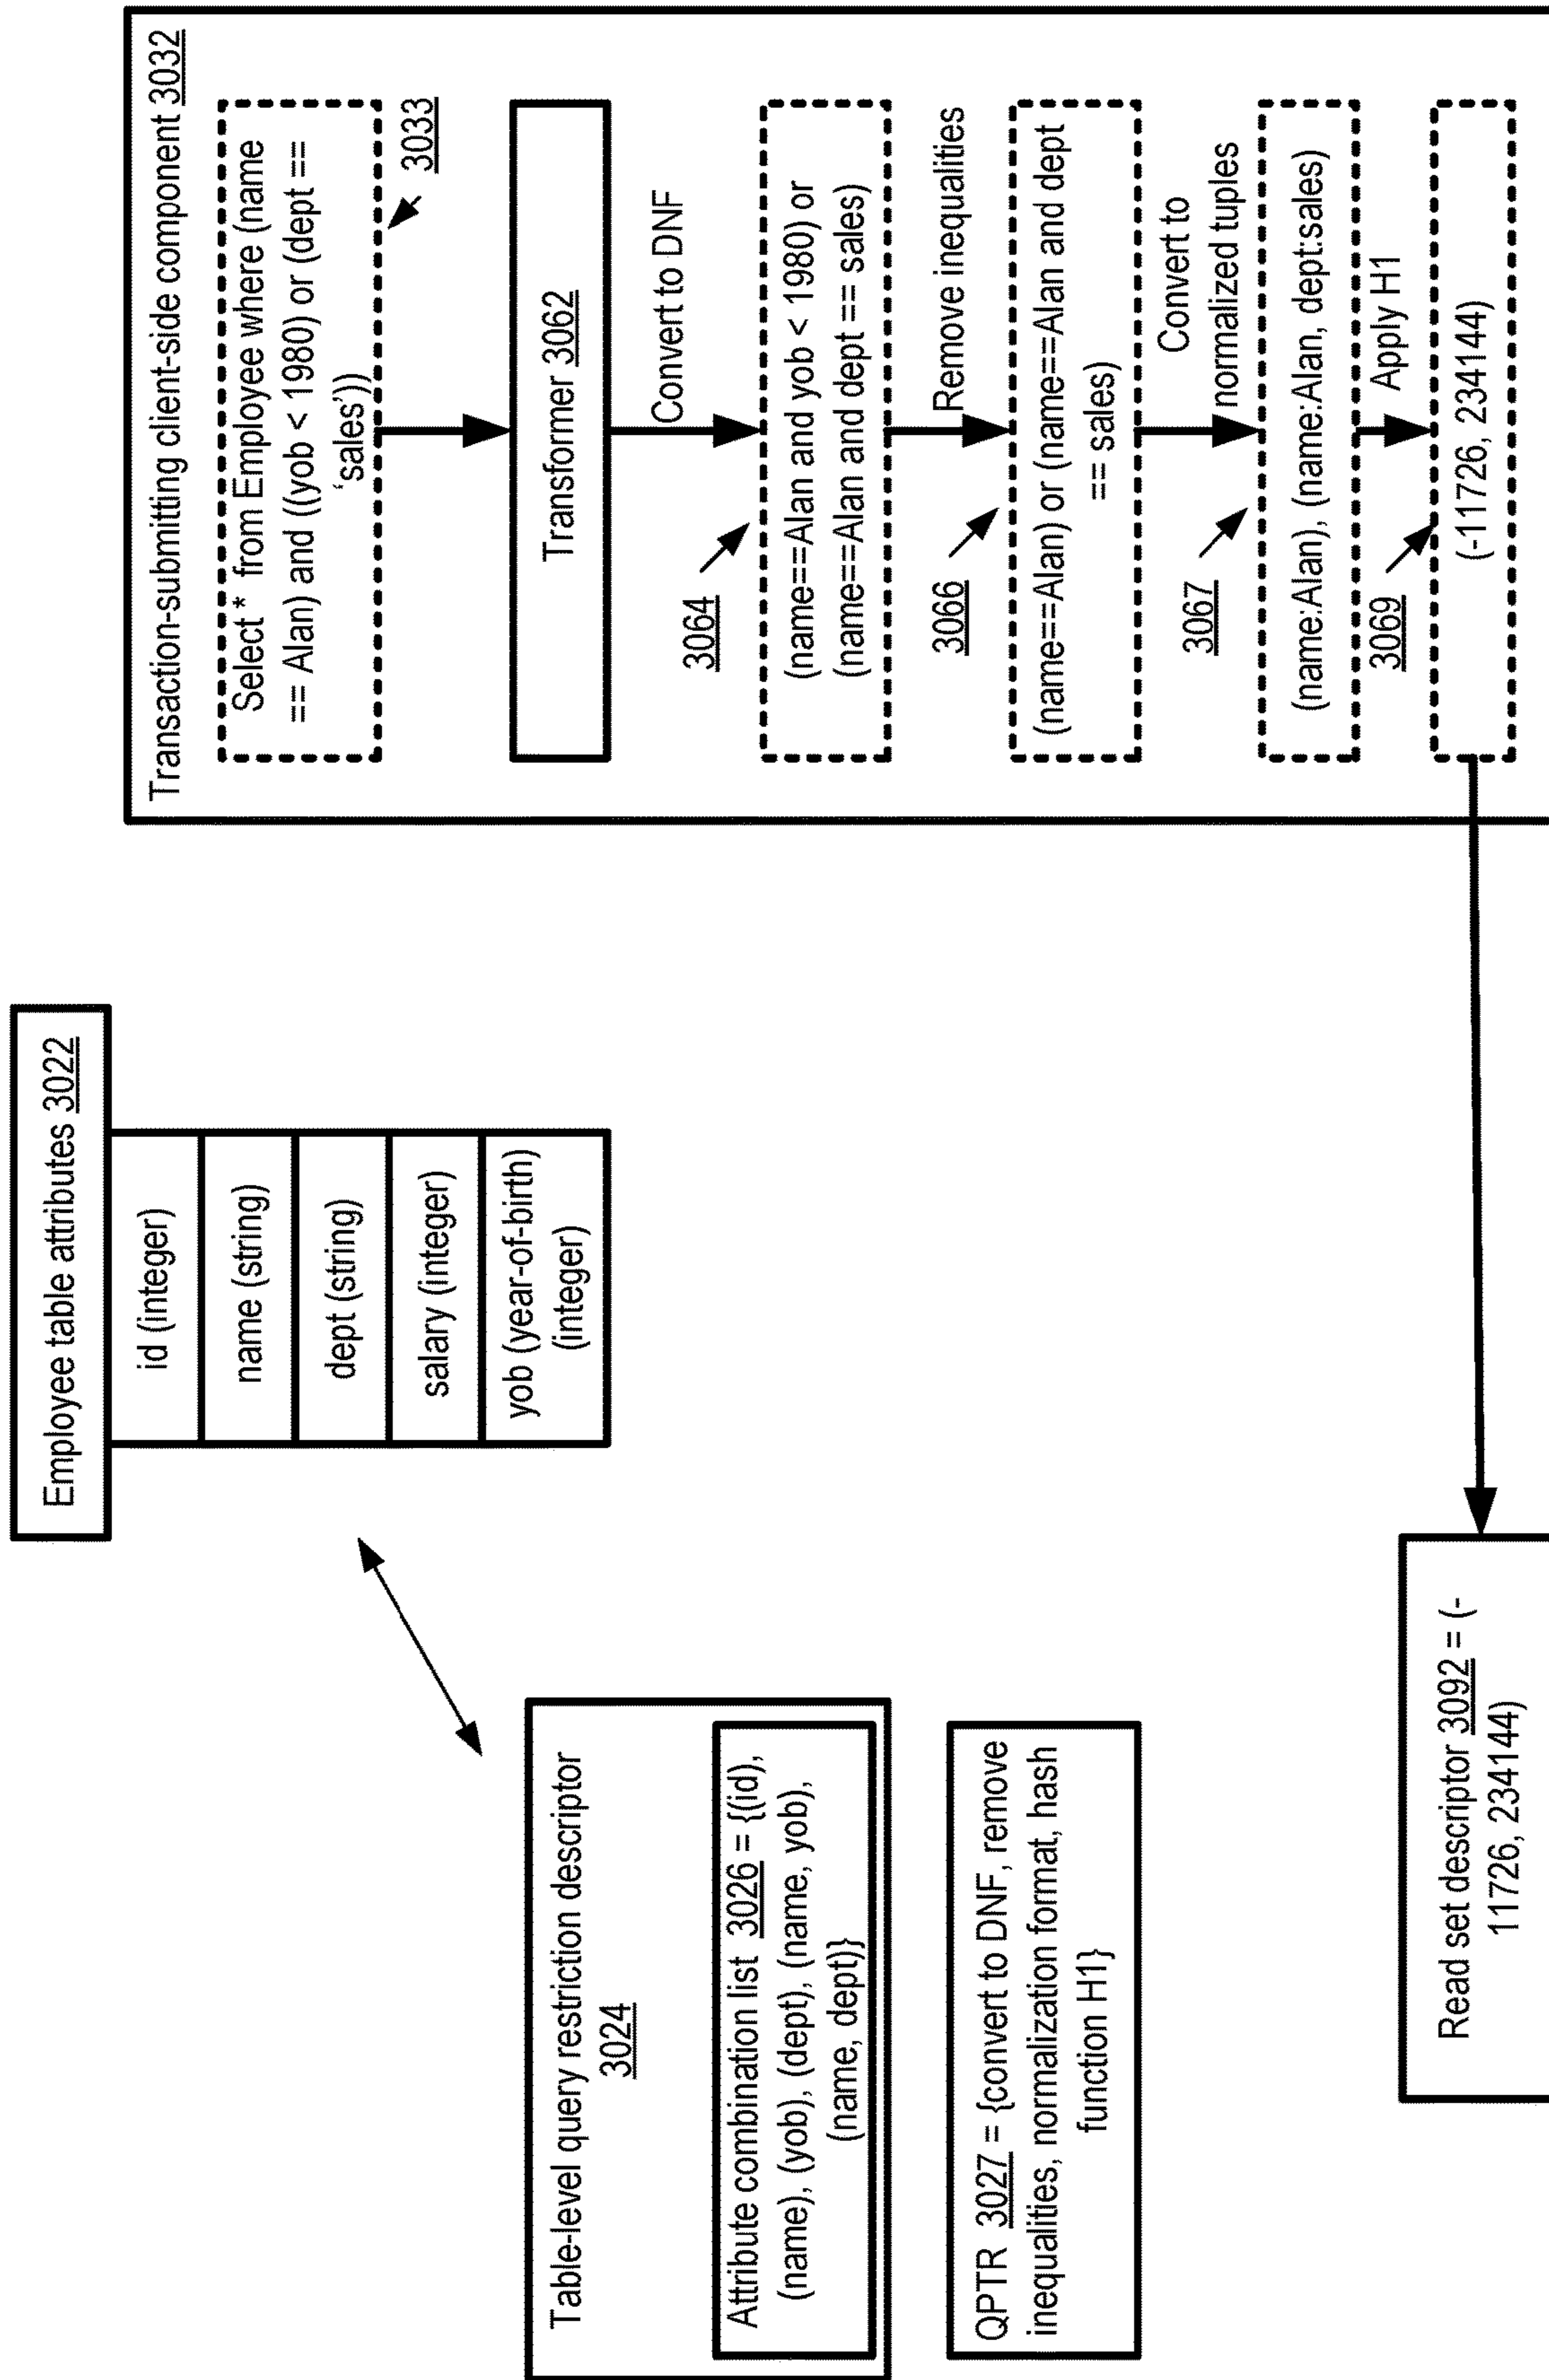 Employee table attributes 3022
id (integer)
name (string)
dept (string)
salary (integer)
yob (year-of-birth)
(integer)
Table-level query restriction descriptor
3024
Attribute combination list 3026 = {(id),
(name), (yob), (dept), (name, yob),
(name, dept)}
QPTR 3027 = {convert to DNF, remove
inequalities, normalization format, hash
function H1}
Read set descriptor 3092 = (-
11726, 234144)
Transaction-submitting client-side component 3032
Select * from Employee where (name
== Alan) and ((yob < 1980) or (dept ==
‘sales’))
3033
Transformer 3062
Convert to DNF
3064
(name==Alan and yob < 1980) or
(name==Alan and dept == sales)
Remove inequalities
3066
(name==Alan) or (name==Alan and dept
== sales)
Convert to
normalized tuples
3067
(name:Alan), (name:Alan, dept:sales)
Apply H1
3069
(-11726, 234144)